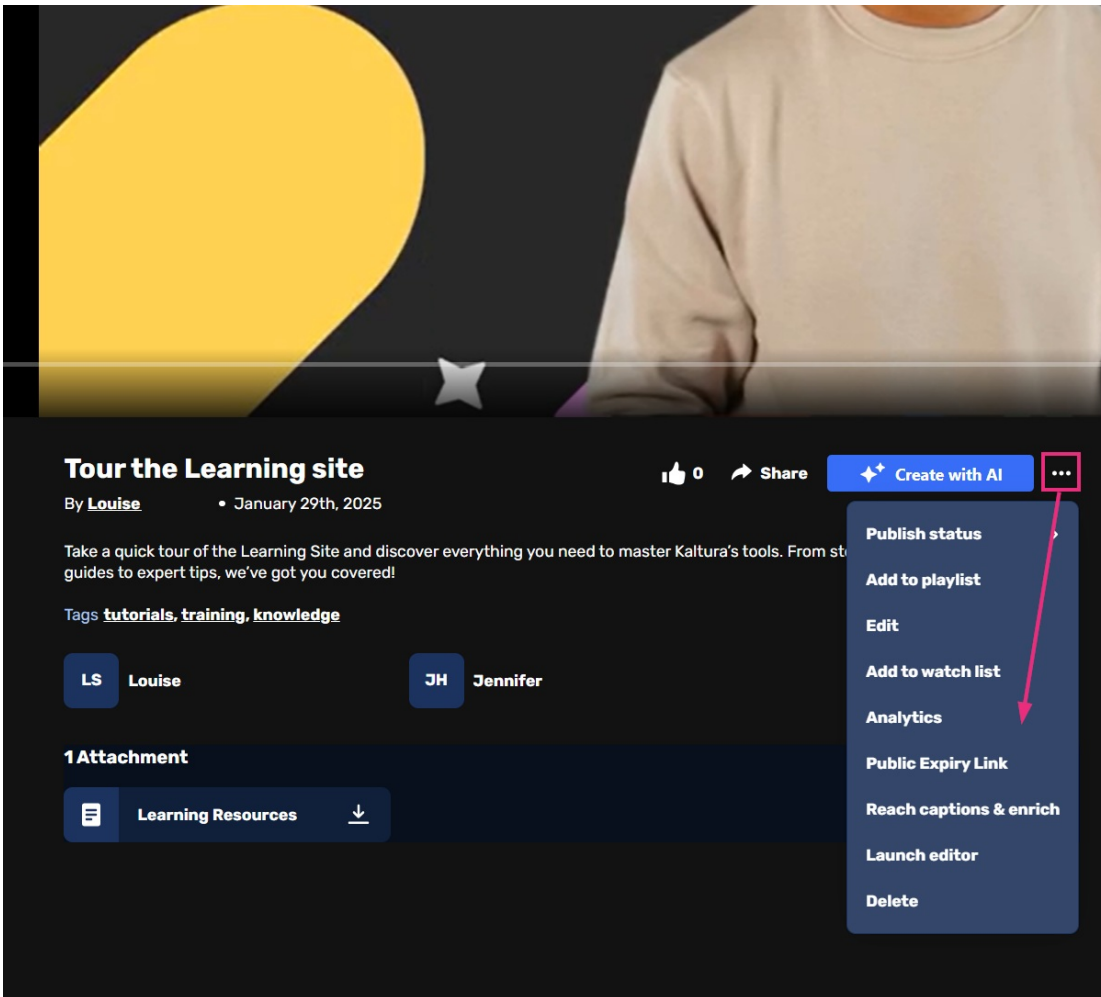 Tour the Learning site
0 Share Create with AI
By Louise • January 29th, 2025
Take a quick tour of the Learning Site and discover everything you need to master Kaltura's tools. From
guides to expert tips, we've got you covered!
Tags tutorials, training, knowledge
LS Louise
JH Jennifer
1 Attachment
Learning Resources
Publish status
Add to playlist
Edit
Add to watch list
Analytics
Public Expiry Link
Reach captions & enrich
Launch editor
Delete